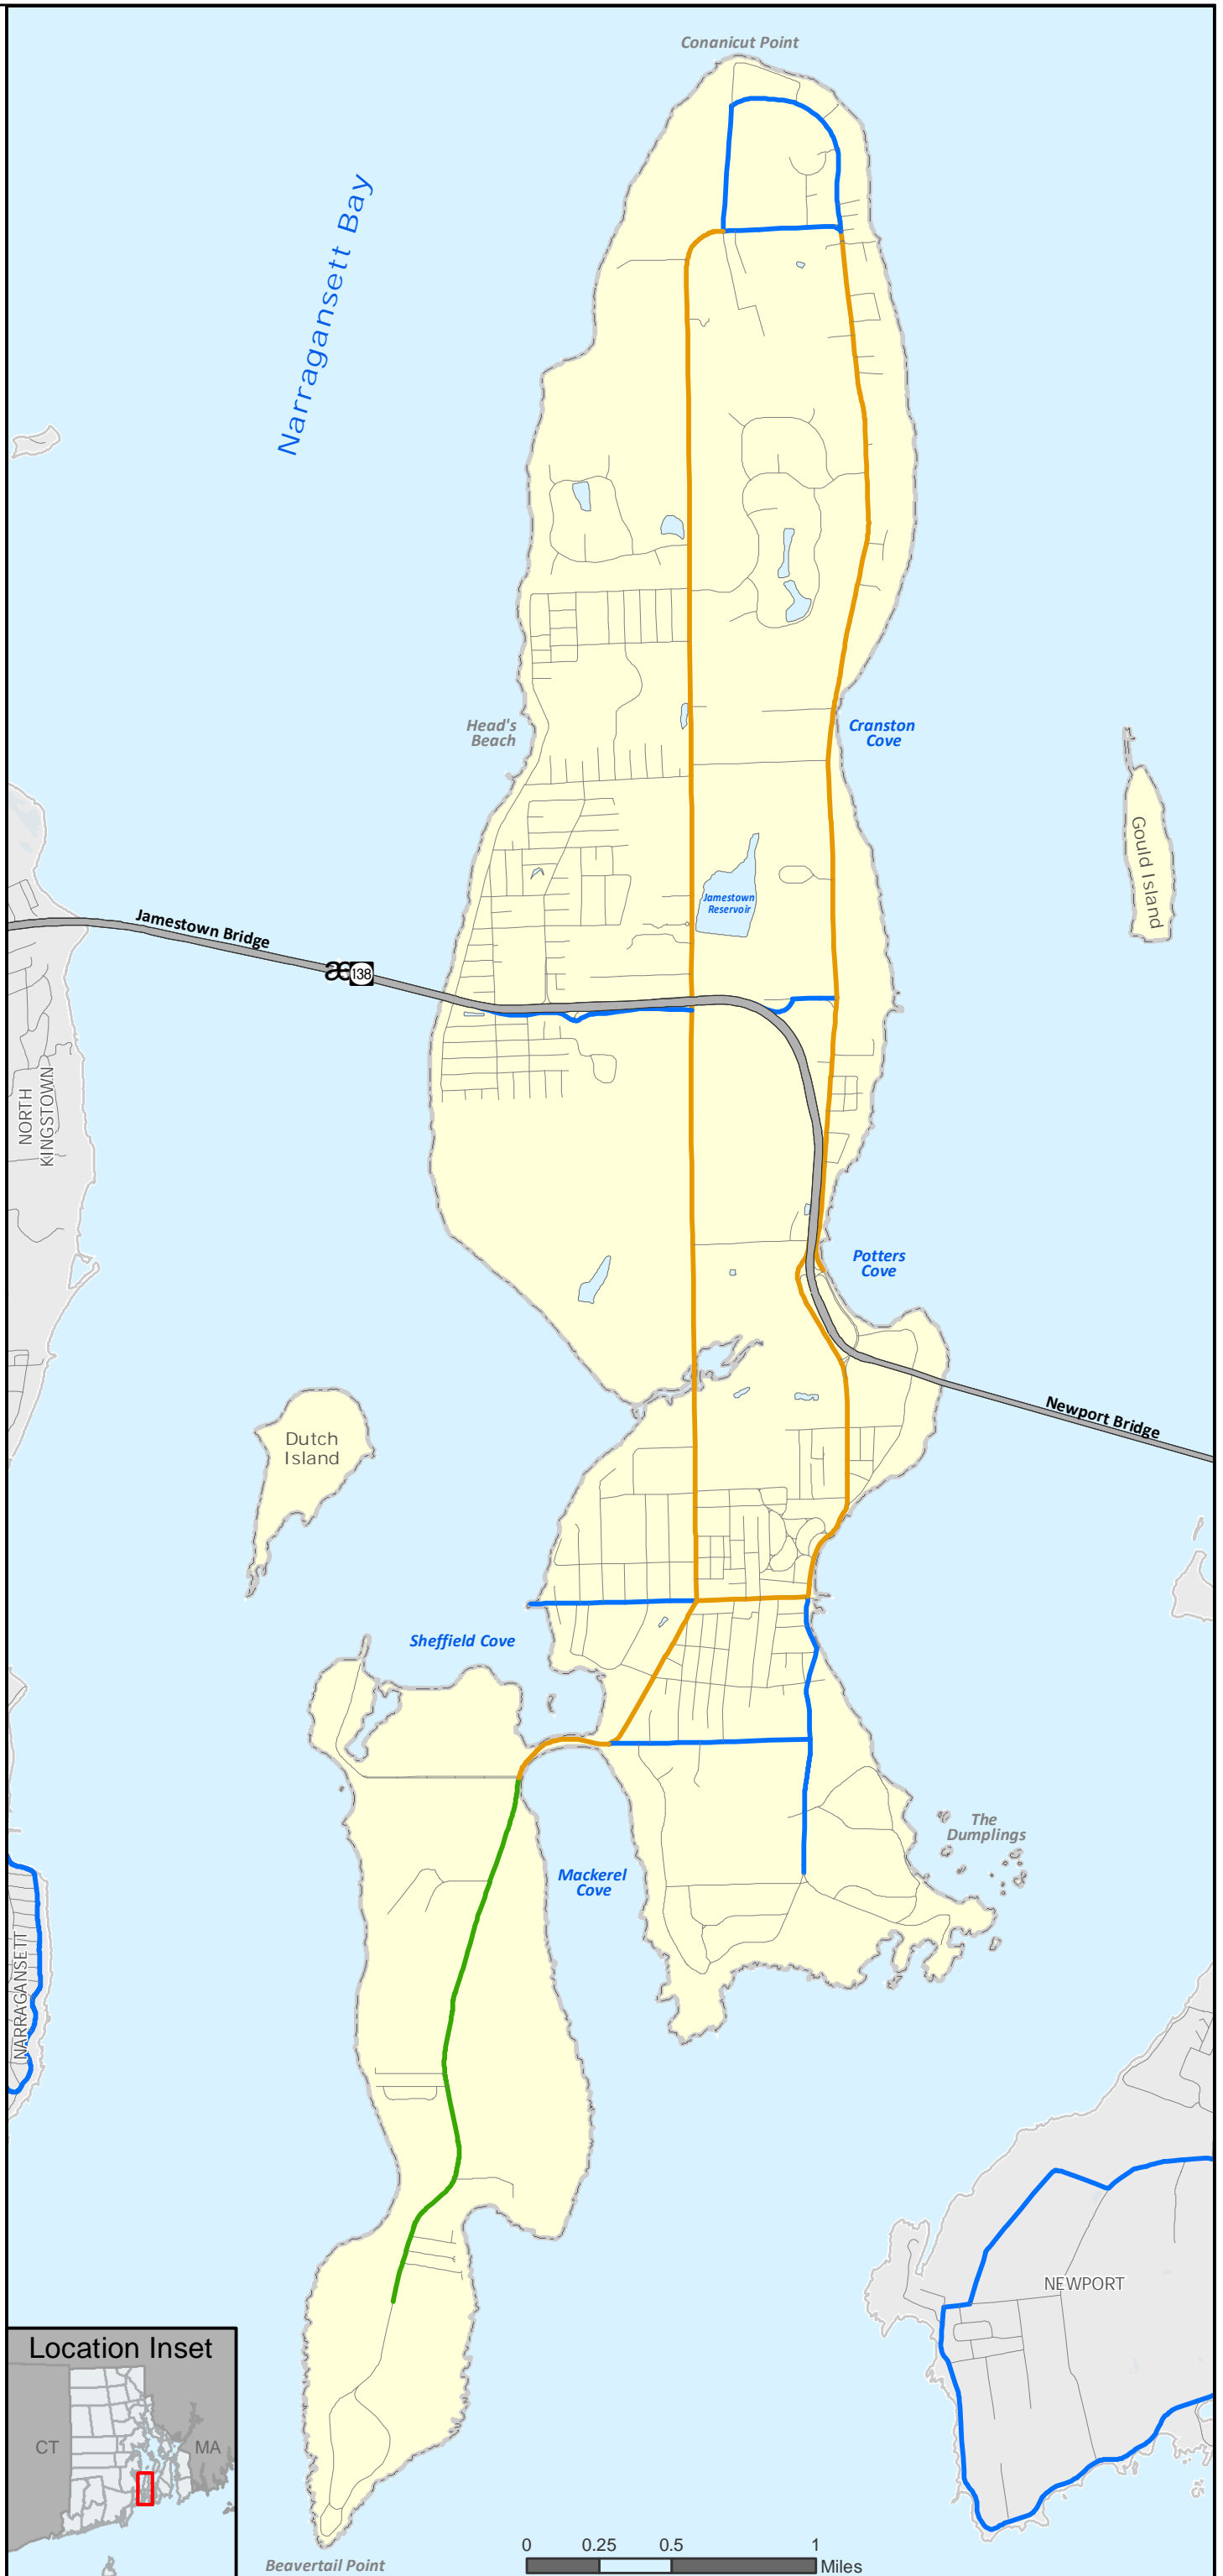 Conanicut Point
Narragansett Bay
Head's
Beach
Cranston
Cove
Gould Island
Jamestown
Reservoir
Jamestown Bridge
æ 138
NORTH
KINGSTOWN
Potters
Cove
Newport Bridge
Dutch
Island
Sheffield Cove
The
Dumplings
Mackerel
Cove
NARRAGANSETT
NEWPORT
Location Inset
CT
MA
Beavertail Point
0 0.25 0.5 1
Miles